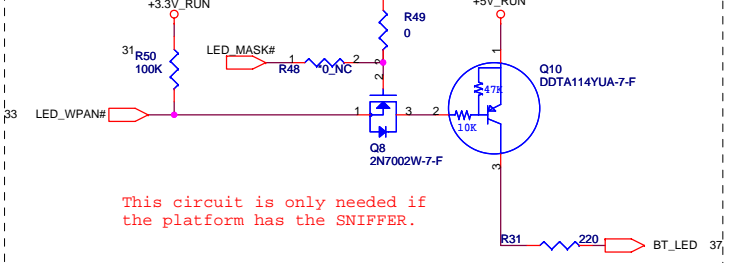 +3.3V_RUN
+5V_RUN
R49
0
31
R50
100K
LED_MASK#
1
2
R48
*0_NC
2
1
Q10
DDTA114YUA-7-F
47K
33
LED_WPAN#
1
3
2
10K
Q8
2N7002W-7-F
3
This circuit is only needed if
the platform has the SNIFFER.
R31
220
BT_LED
37